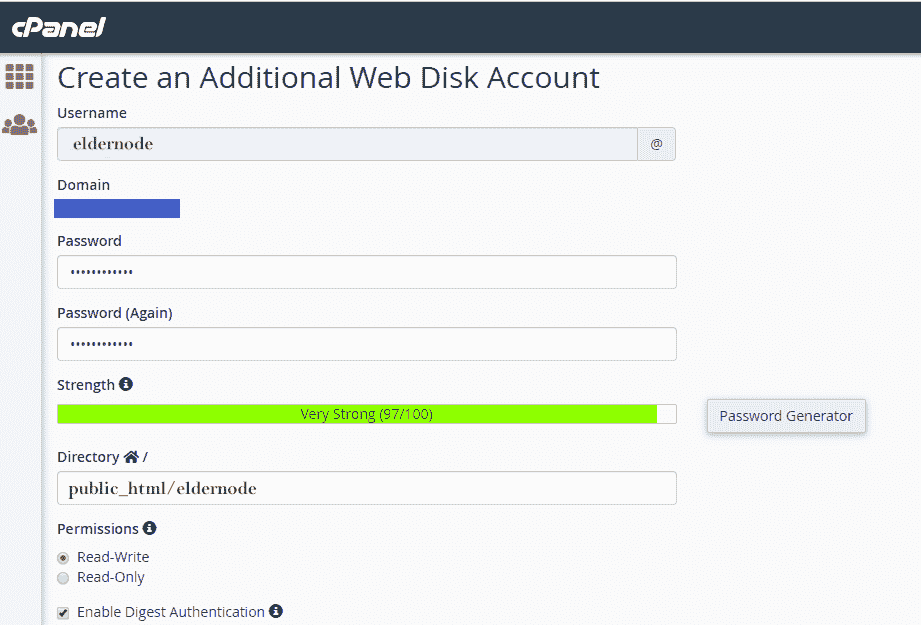 cPanel
Create an Additional Web Disk Account
Username
eldernode @
Domain
Password
••••••••••••
Password (Again)
••••••••••••
Strength
Very Strong (97/100)
Password Generator
Directory /
public_html/eldernode
Permissions
Read-Write
Read-Only
Enable Digest Authentication